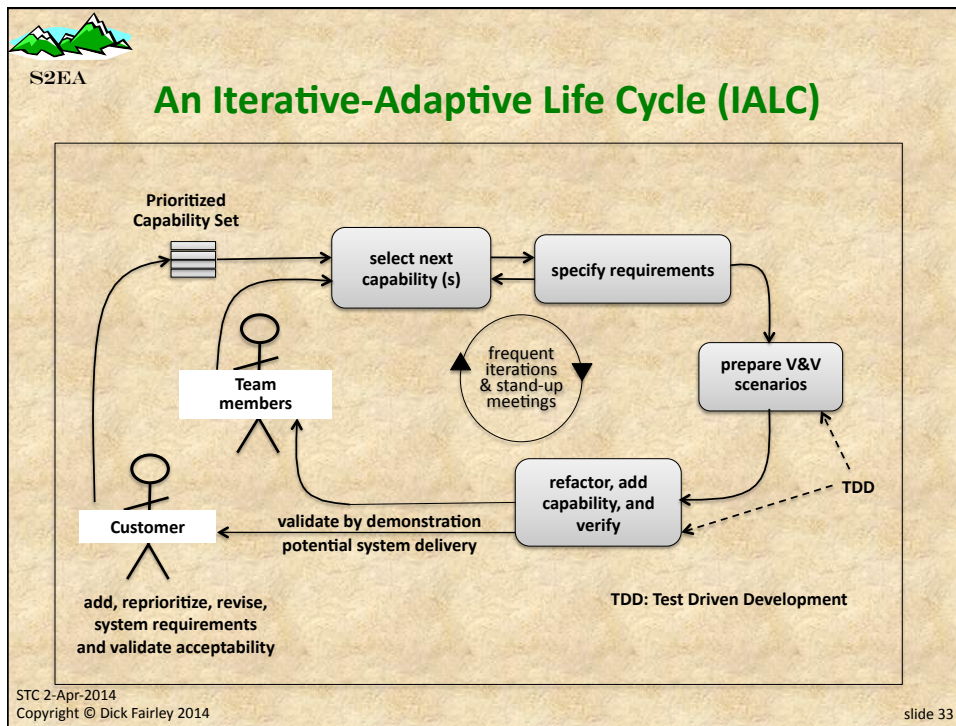 S2EA
An Iterative-Adaptive Life Cycle (IALC)
Prioritized
Capability Set
select next
capability (s)
specify requirements
frequent
iterations
& stand-up
meetings
prepare V&V
scenarios
Team
members
refactor, add
capability, and
verify
TDD
Customer
validate by demonstration
potential system delivery
add, reprioritize, revise,
system requirements
and validate acceptability
TDD: Test Driven Development
STC 2-Apr-2014
Copyright © Dick Fairley 2014
slide 33